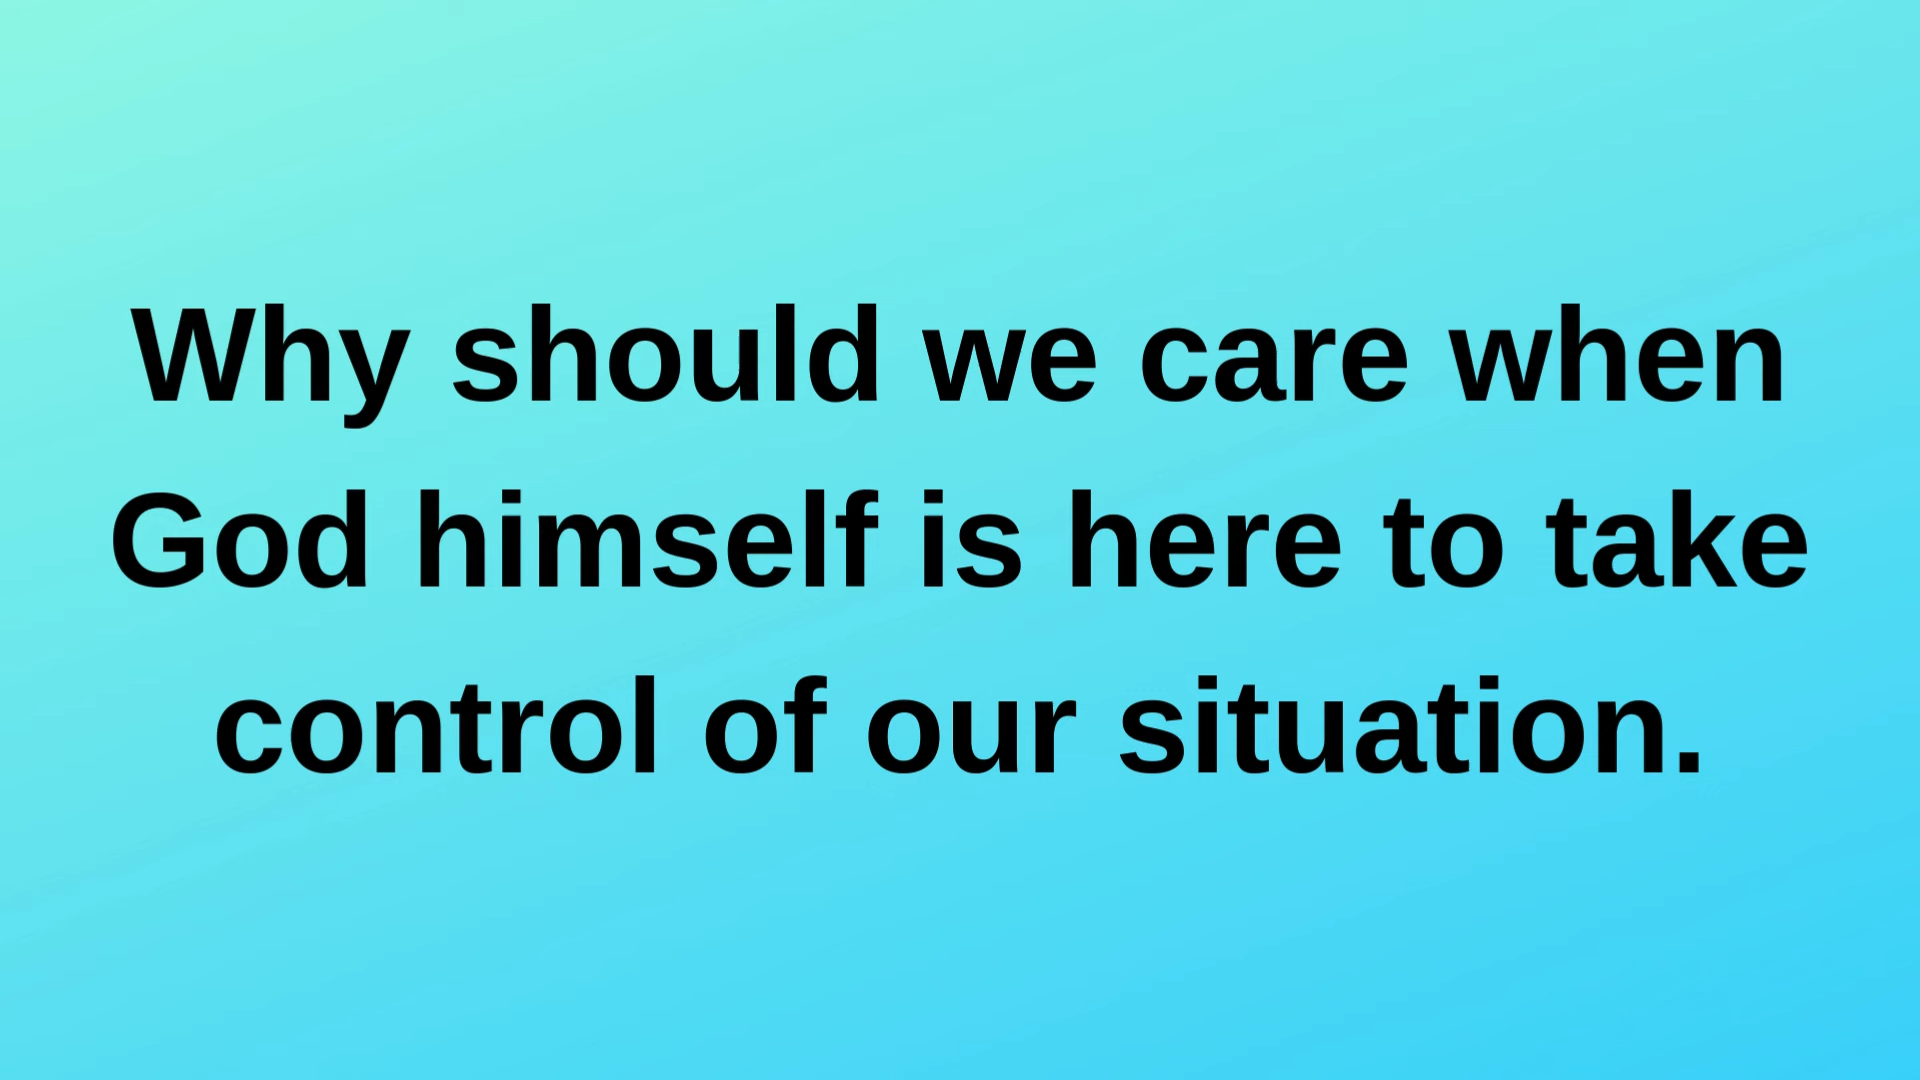 Why should we care when
God himself is here to take
control of our situation.